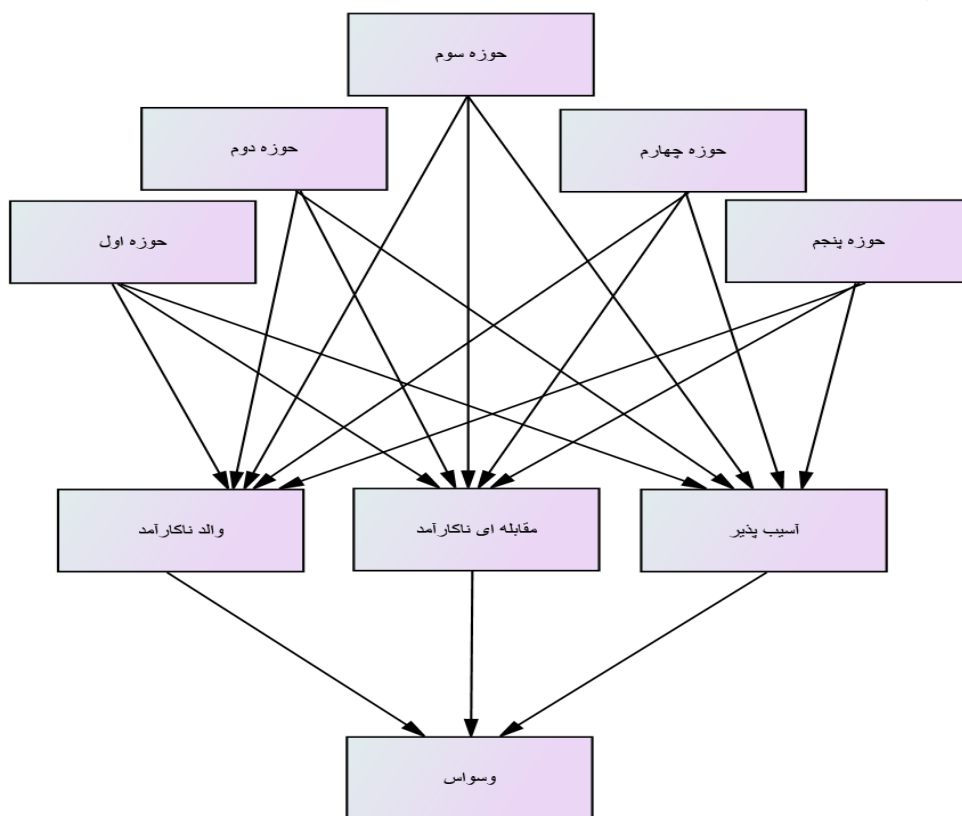 حوزه سوم
حوزه دوم
حوزه چهارم
حوزه اول
حوزه پنجم
والد ناکارآمد
مقابله ای ناکارآمد
آسیب پذیر
وسواس